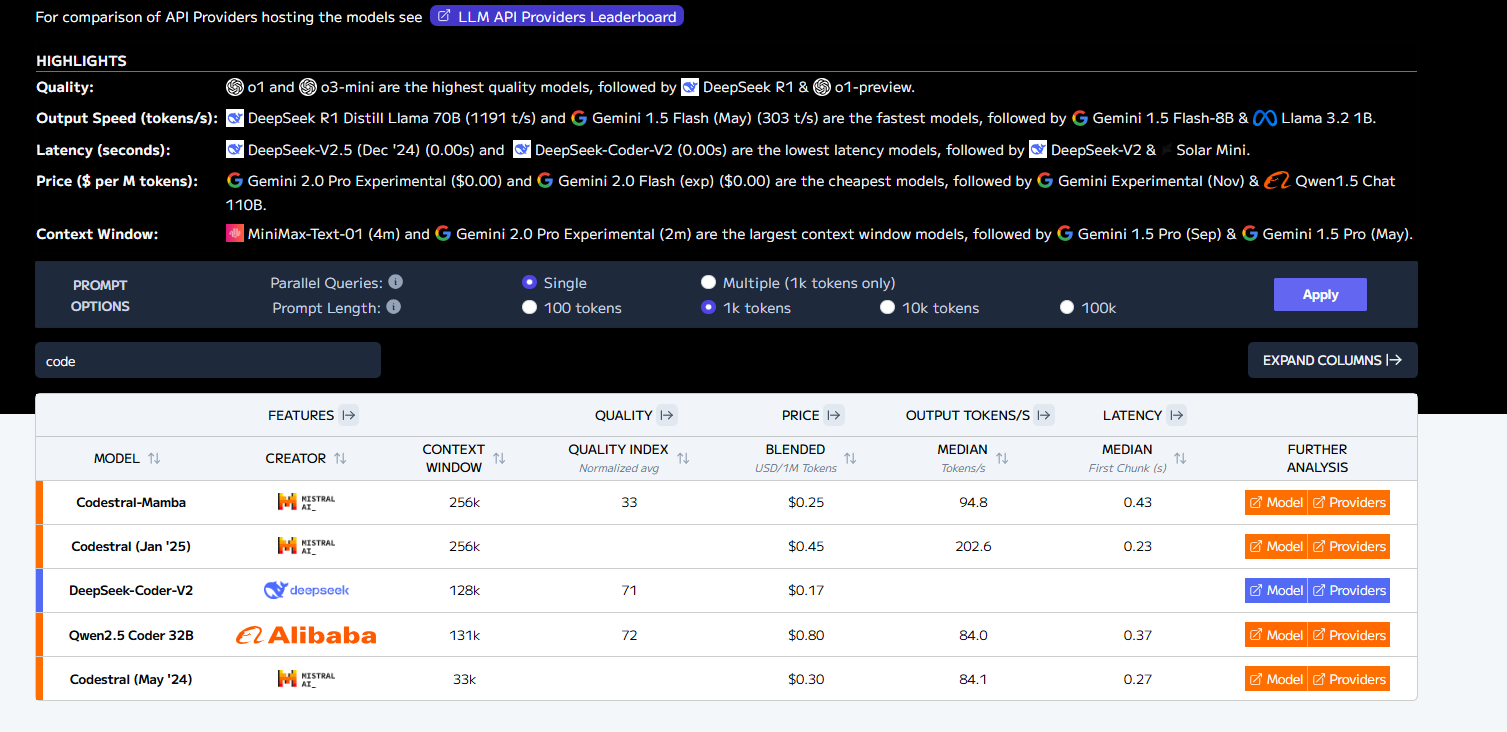 For comparison of API Providers hosting the models see LLM API Providers Leaderboard
HIGHLIGHTS
Quality: o1 and o3-mini are the highest quality models, followed by DeepSeek R1 & o1-preview.
Output Speed (tokens/s): DeepSeek R1 Distill Llama 70B (1191 t/s) and Gemini 1.5 Flash (May) (303 t/s) are the fastest models, followed by Gemini 1.5 Flash-8B & Llama 3.2 1B.
Latency (seconds): DeepSeek-V2.5 (Dec '24) (0.00s) and DeepSeek-Coder-V2 (0.00s) are the lowest latency models, followed by DeepSeek-V2 & Solar Mini.
Price ($ per M tokens): Gemini 2.0 Pro Experimental ($0.00) and Gemini 2.0 Flash (exp) ($0.00) are the cheapest models, followed by Gemini Experimental (Nov) & Qwen1.5 Chat
110B.
Context Window: MiniMax-Text-01 (4m) and Gemini 2.0 Pro Experimental (2m) are the largest context window models, followed by Gemini 1.5 Pro (Sep) & Gemini 1.5 Pro (May).
PROMPT
OPTIONS
Parallel Queries: Single Multiple (1k tokens only)
Prompt Length: 100 tokens 1k tokens 10k tokens 100k
Apply
code
EXPAND COLUMNS
FEATURES QUALITY PRICE OUTPUT TOKENS/S LATENCY
MODEL CREATOR CONTEXT WINDOW QUALITY INDEX Normalized avg BLENDED USD/1M Tokens MEDIAN Tokens/s MEDIAN First Chunk (s) FURTHER ANALYSIS
Codestral-Mamba MISTRAL AI_ 256k 33 $0.25 94.8 0.43 Model Providers
Codestral (Jan '25) MISTRAL AI_ 256k $0.45 202.6 0.23 Model Providers
DeepSeek-Coder-V2 deepseek 128k 71 $0.17 Model Providers
Qwen2.5 Coder 32B Alibaba 131k 72 $0.80 84.0 0.37 Model Providers
Codestral (May '24) MISTRAL AI_ 33k $0.30 84.1 0.27 Model Providers